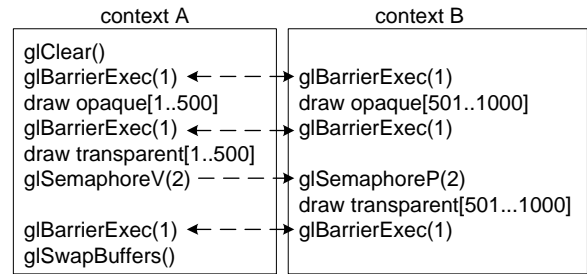 context A
context B
glClear()
glBarrierExec(1)
glBarrierExec(1)
draw opaque[1..500]
draw opaque[501..1000]
glBarrierExec(1)
glBarrierExec(1)
draw transparent[1..500]
glSemaphoreV(2)
glSemaphoreP(2)
draw transparent[501...1000]
glBarrierExec(1)
glBarrierExec(1)
glSwapBuffers()